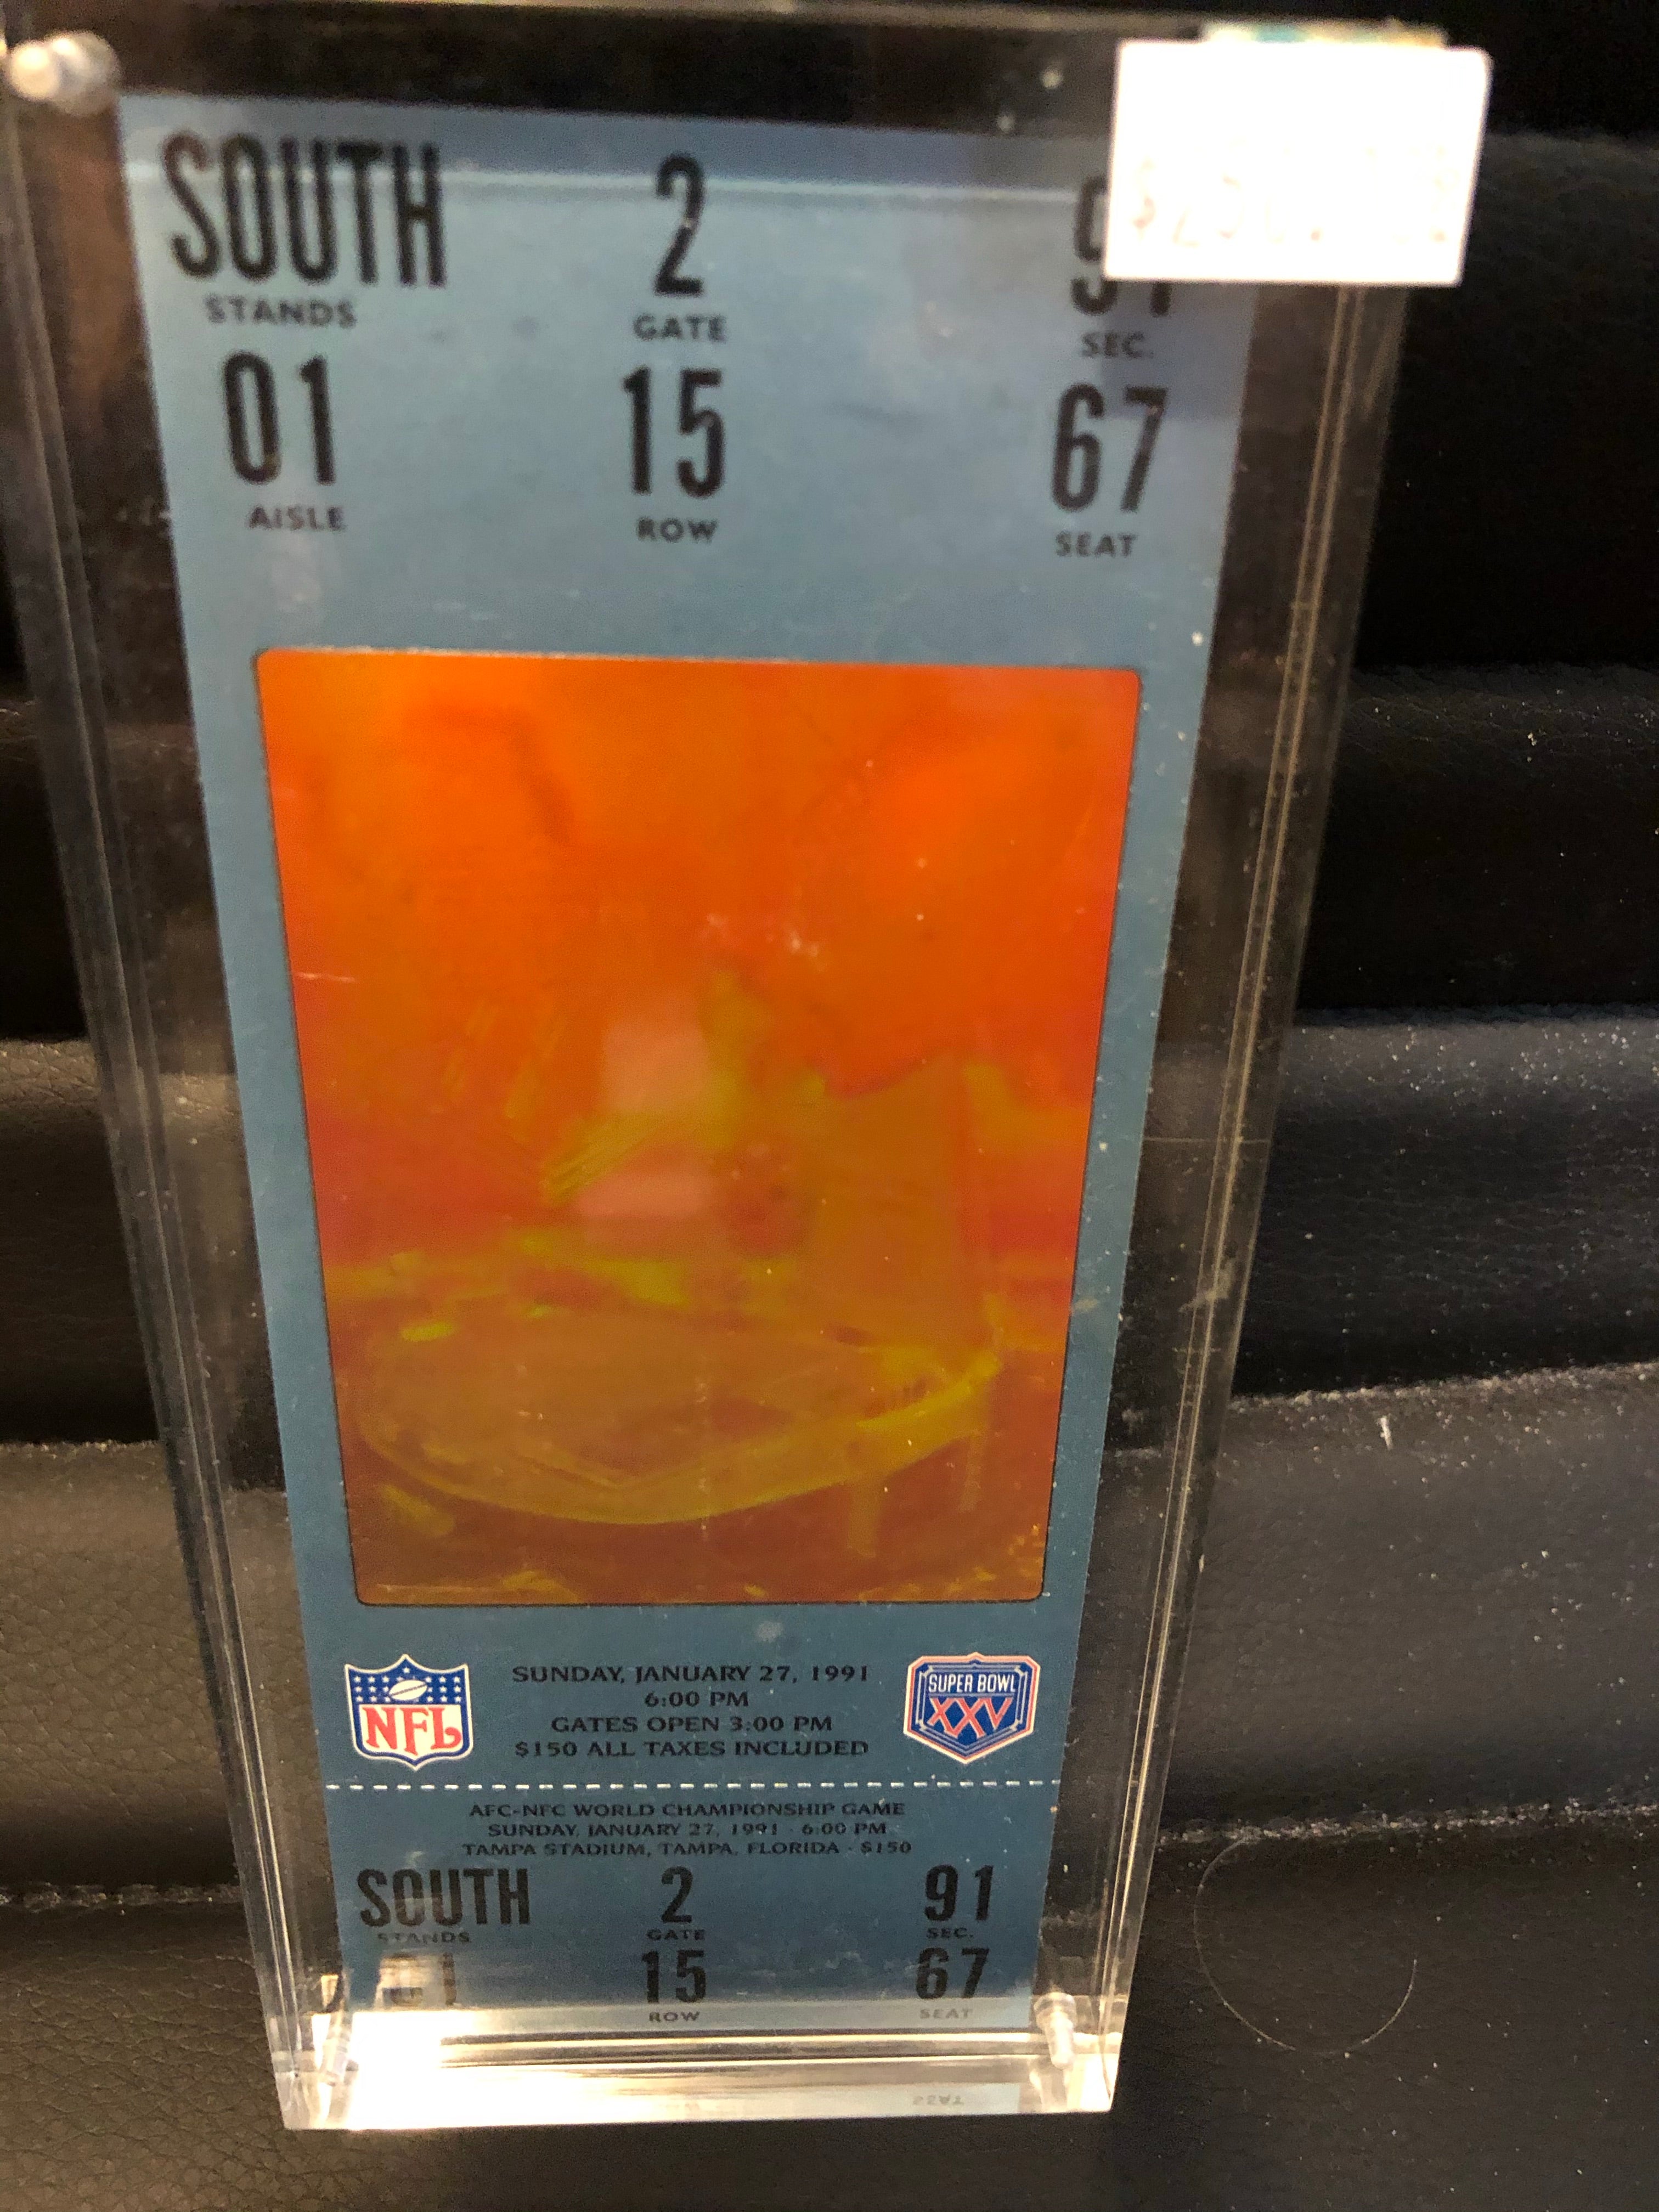 SOUTH 2
STANDS GATE SEC.
01 15 67
AISLE ROW SEAT
NFL
SUNDAY, JANUARY 27, 1991
6:00 PM
GATES OPEN 3:00 PM
$150 ALL TAXES INCLUDED
SUPER BOWL
XXV
AFC-NFC WORLD CHAMPIONSHIP GAME
SUNDAY, JANUARY 27, 1991 - 6:00 PM
TAMPA STADIUM, TAMPA, FLORIDA - $150
SOUTH 2 91
STANDS GATE SEC.
01 15 67
ROW SEAT